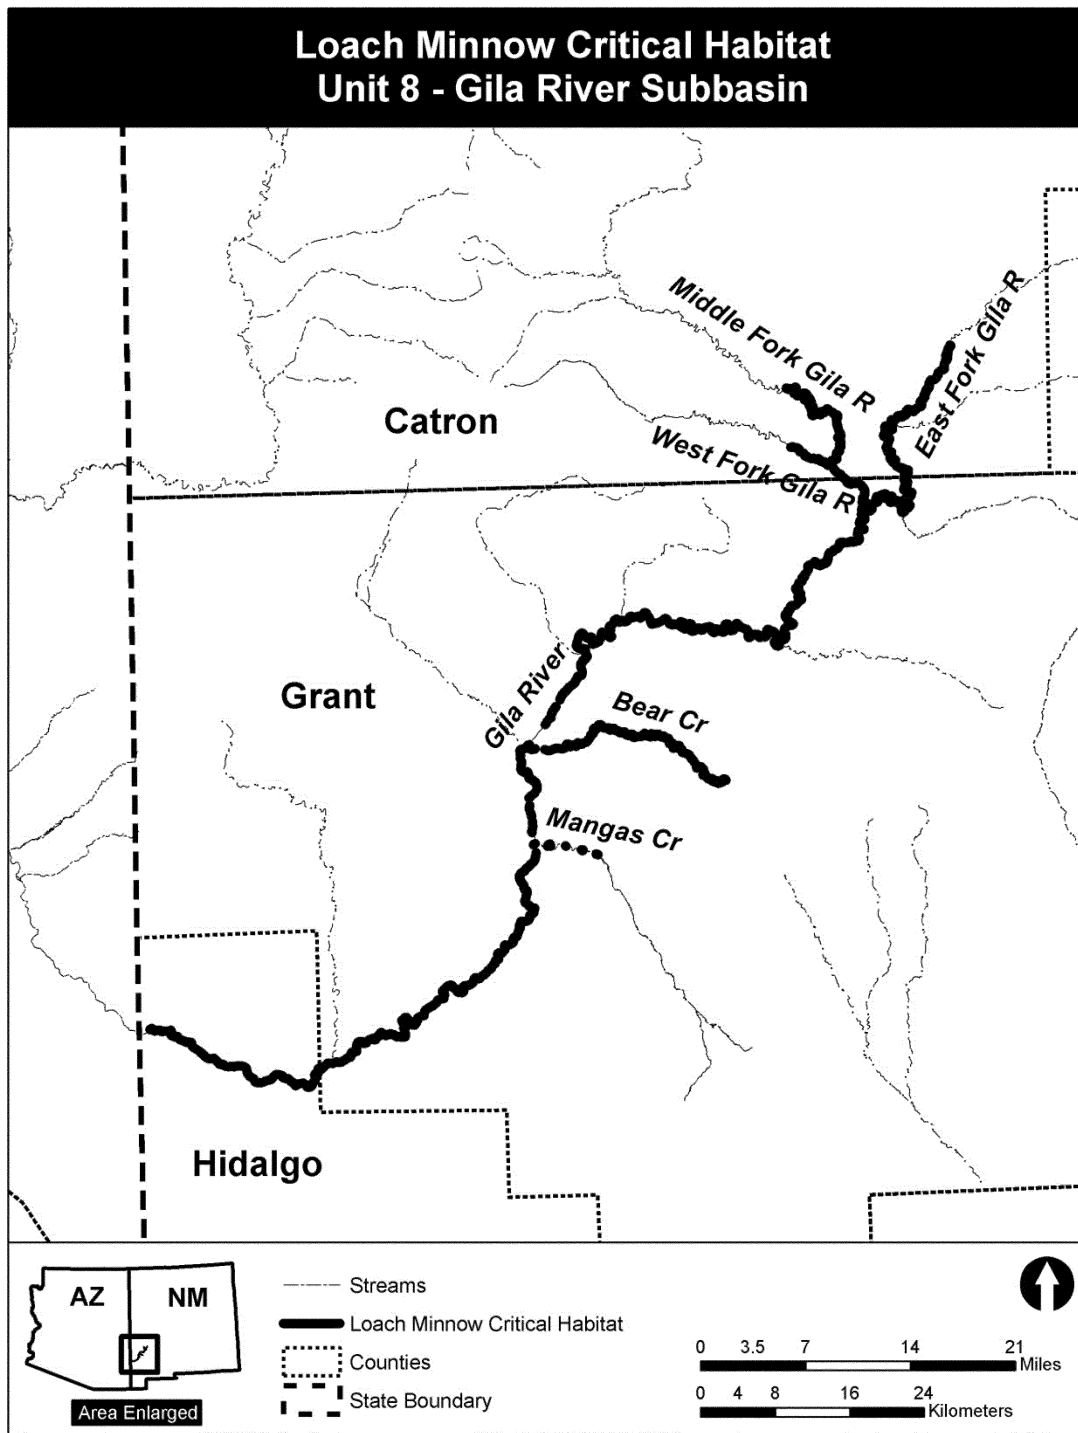 Loach Minnow Critical Habitat
Unit 8 - Gila River Subbasin
Middle Fork Gila R
East Fork Gila R
Catron
West Fork Gila R
Gila River
Grant
Bear Cr
Mangas Cr
Hidalgo
AZ
NM
Area Enlarged
Streams
Loach Minnow Critical Habitat
Counties
State Boundary
0 3.5 7 14 21
Miles
0 4 8 16 24
Kilometers